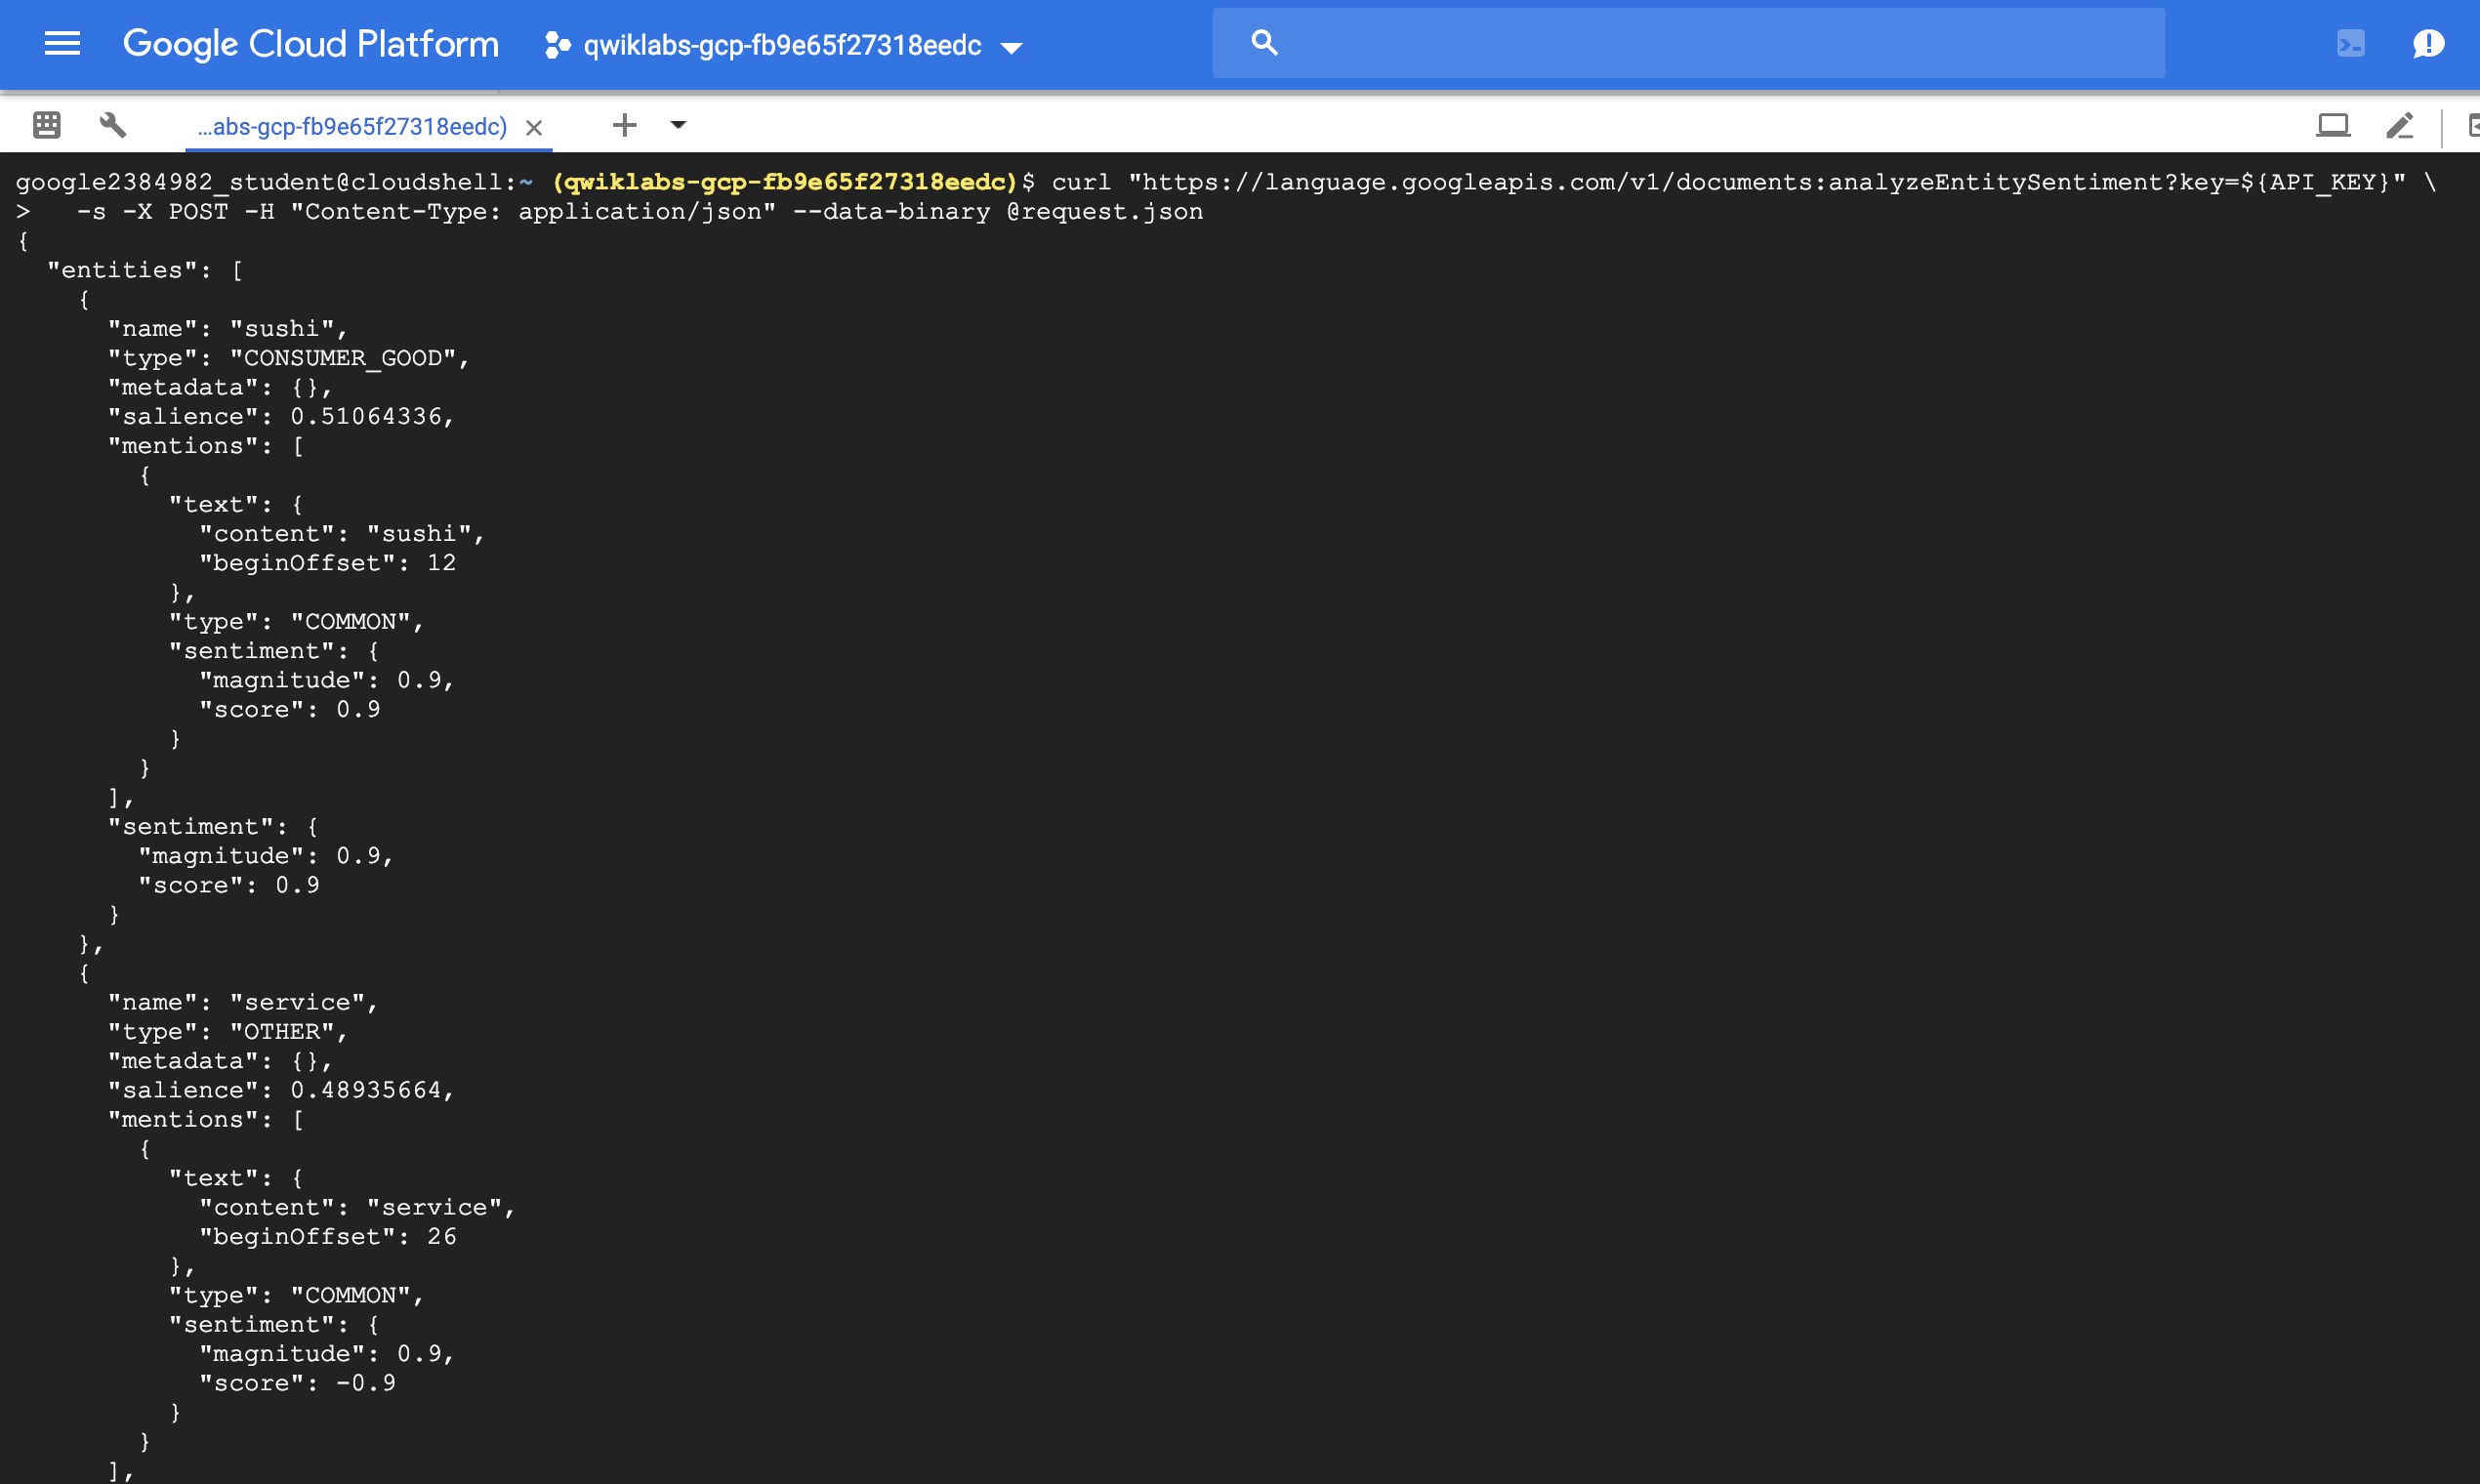 Google Cloud Platform qwiklabs-gcp-fb9e65f27318eedc
...abs-gcp-fb9e65f27318eedc)
google2384982_student@cloudshell:~ (qwiklabs-gcp-fb9e65f27318eedc)$ curl "https://language.googleapis.com/v1/documents:analyzeEntitySentiment?key=${API_KEY}" \
>   -s -X POST -H "Content-Type: application/json" --data-binary @request.json
{
  "entities": [
    {
      "name": "sushi",
      "type": "CONSUMER_GOOD",
      "metadata": {},
      "salience": 0.51064336,
      "mentions": [
        {
          "text": {
            "content": "sushi",
            "beginOffset": 12
          },
          "type": "COMMON",
          "sentiment": {
            "magnitude": 0.9,
            "score": 0.9
          }
        }
      ],
      "sentiment": {
        "magnitude": 0.9,
        "score": 0.9
      }
    },
    {
      "name": "service",
      "type": "OTHER",
      "metadata": {},
      "salience": 0.48935664,
      "mentions": [
        {
          "text": {
            "content": "service",
            "beginOffset": 26
          },
          "type": "COMMON",
          "sentiment": {
            "magnitude": 0.9,
            "score": -0.9
          }
        }
      ],